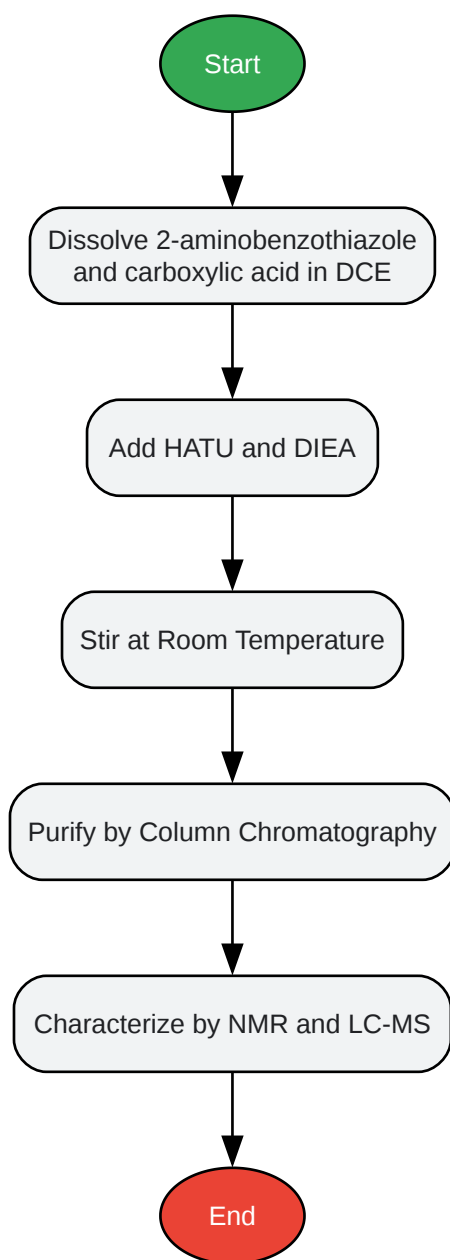 Start
Dissolve 2-aminobenzothiazole
and carboxylic acid in DCE
Add HATU and DIEA
Stir at Room Temperature
Purify by Column Chromatography
Characterize by NMR and LC-MS
End